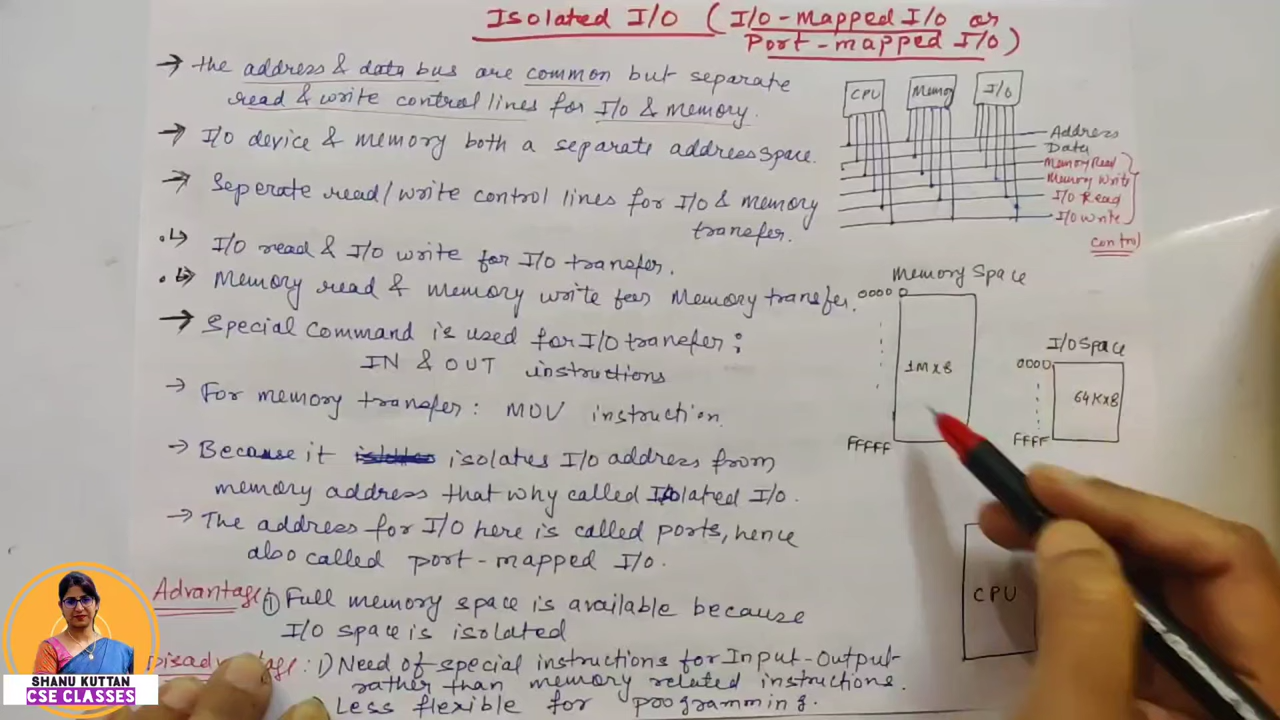 Isolated I/O (I/O-Mapped I/O or
Port-mapped I/O)
→ the address & data bus are common but separate
read & write control lines for I/O & memory.
→ I/O device & memory both a separate address space.
→ Seperate read/write control lines for I/O & memory
transfer.
↳ I/O read & I/O write for I/O transfer.
↳ Memory read & memory write for Memory transfer.
→ Special Command is used for I/O transfer;
IN & OUT instructions
→ For memory transfer: MOV instruction.
→ Because it isolates I/O address from
memory address that why called Isolated I/O.
→ The address for I/O here is called ports, hence
also called port-mapped I/O.
Advantage ① Full memory space is available because
I/O space is isolated
Disadvantage: 1) Need of special instructions for Input-Output
rather than memory related instructions.
Less flexible for programming.
CPU
Memo
I/O
Address
Data
Memory Read
Memory Write
I/O Read
I/O Write
Control
Memory Space
0000 0
1M x 8
FFFFF
I/O Space
0000
64K x 8
FFFF
CPU
SHANU KUTTAN
CSE CLASSES